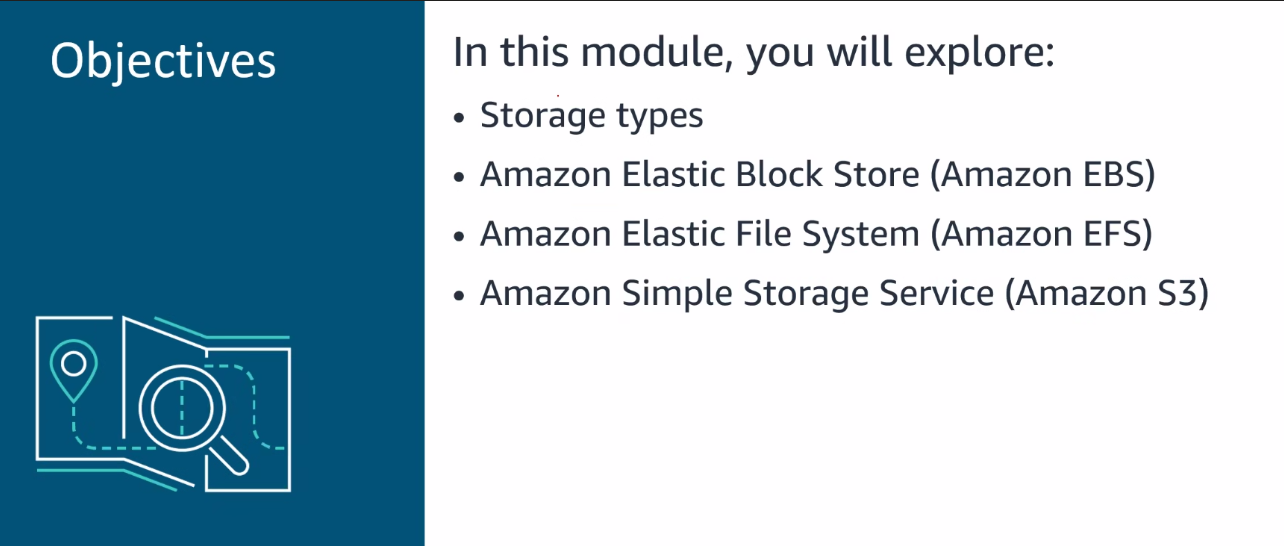 Objectives
In this module, you will explore:
• Storage types
• Amazon Elastic Block Store (Amazon EBS)
• Amazon Elastic File System (Amazon EFS)
• Amazon Simple Storage Service (Amazon S3)